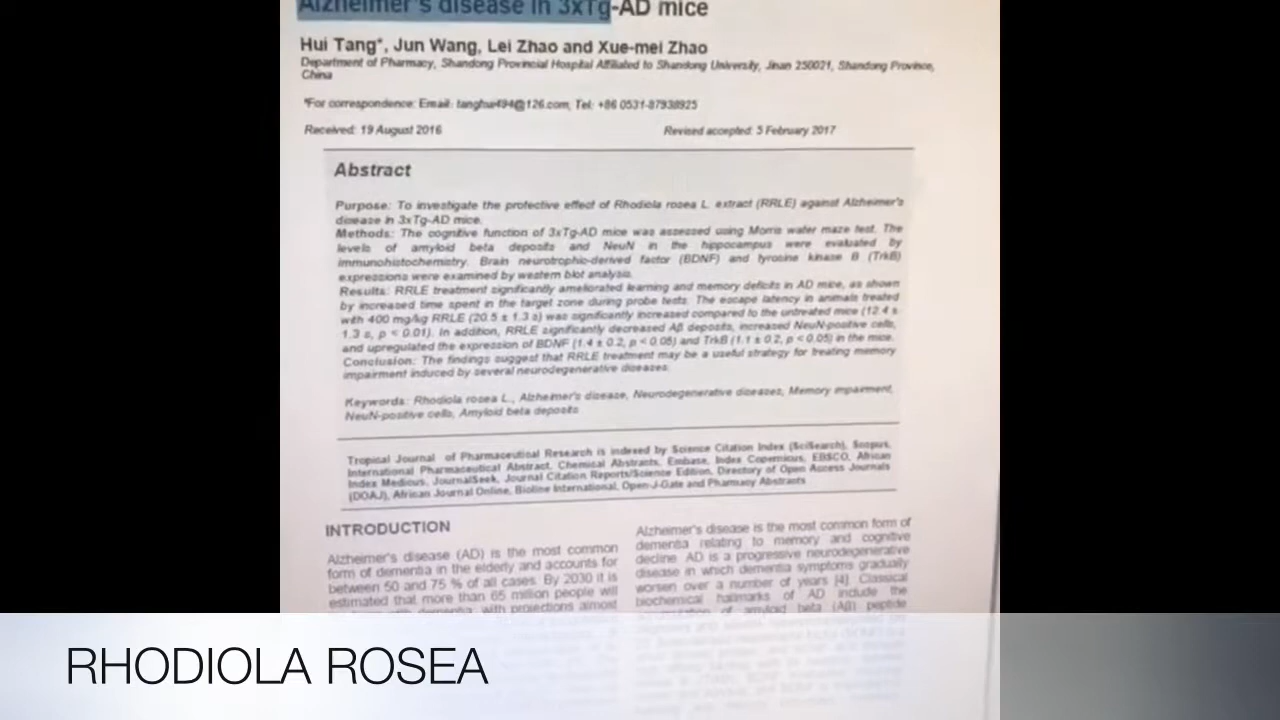 Alzheimer's disease in 3xTg-AD mice
Hui Tang*, Jun Wang, Lei Zhao and Xue-mei Zhao
Department of Pharmacy, Shandong Provincial Hospital Affiliated to Shandong University, Jinan 250021, Shandong Province,
China
*For correspondence: Email: tanghui494@126.com; Tel: +86 0531-87938925
Received: 19 August 2016
Revised accepted: 5 February 2017
Abstract
Purpose: To investigate the protective effect of Rhodiola rosea L. extract (RRLE) against Alzheimer's
disease in 3xTg-AD mice.
Methods: The cognitive function of 3xTg-AD mice was assessed using Morris water maze test. The
levels of amyloid beta deposits and NeuN in the hippocampus were evaluated by
immunohistochemistry. Brain neurotrophic-derived factor (BDNF) and tyrosine kinase B (TrkB)
expressions were examined by western blot analysis.
Results: RRLE treatment significantly ameliorated learning and memory deficits in AD mice, as shown
by increased time spent in the target zone during probe tests. The escape latency in animals treated
with 400 mg/kg RRLE (20.5 ± 1.3 s) was significantly increased compared to the untreated mice (12.4 ±
1.3 s, p < 0.01). In addition, RRLE significantly decreased Aβ deposits, increased NeuN-positive cells,
and upregulated the expression of BDNF (1.4 ± 0.2, p < 0.05) and TrkB (1.1 ± 0.2, p < 0.05) in the mice.
Conclusion: The findings suggest that RRLE treatment may be a useful strategy for treating memory
impairment induced by several neurodegenerative diseases.
Keywords: Rhodiola rosea L., Alzheimer's disease, Neurodegenerative diseases, Memory impairment,
NeuN-positive cells, Amyloid beta deposits
Tropical Journal of Pharmaceutical Research is indexed by Science Citation Index (SciSearch), Scopus,
International Pharmaceutical Abstract, Chemical Abstracts, Embase, Index Copernicus, EBSCO, African
Index Medicus, JournalSeek, Journal Citation Reports/Science Edition, Directory of Open Access Journals
(DOAJ), African Journal Online, Bioline International, Open-J-Gate and Pharmacy Abstracts
INTRODUCTION
Alzheimer's disease (AD) is the most common
form of dementia in the elderly and accounts for
between 50 and 75 % of all cases. By 2030 it is
estimated that more than 65 million people will
dementia, with projections almost
Alzheimer's disease is the most common form of
dementia relating to memory and cognitive
decline. AD is a progressive neurodegenerative
disease in which dementia symptoms gradually
worsen over a number of years [4]. Classical
biochemical hallmarks of AD include the
of amyloid beta (Aβ) peptide
RHODIOLA ROSEA